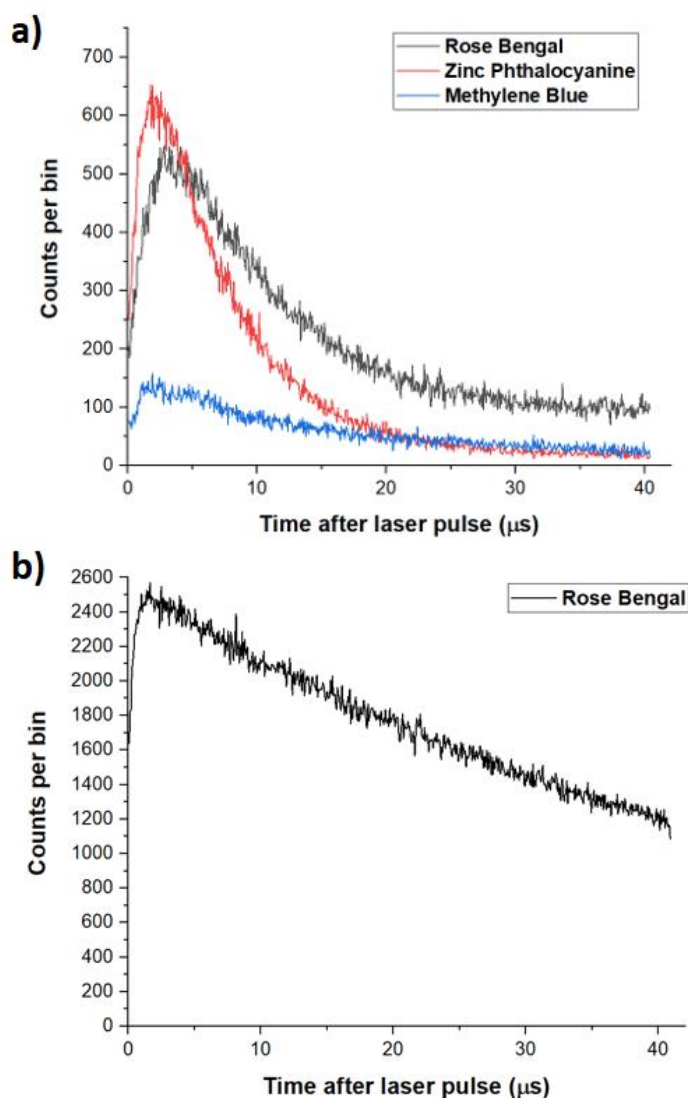 a)
Rose Bengal
Zinc Phthalocyanine
Methylene Blue
Counts per bin
700
600
500
400
300
200
100
0
0 10 20 30 40
Time after laser pulse (μs)
b)
Rose Bengal
Counts per bin
2600
2400
2200
2000
1800
1600
1400
1200
1000
800
600
400
200
0
0 10 20 30 40
Time after laser pulse (μs)